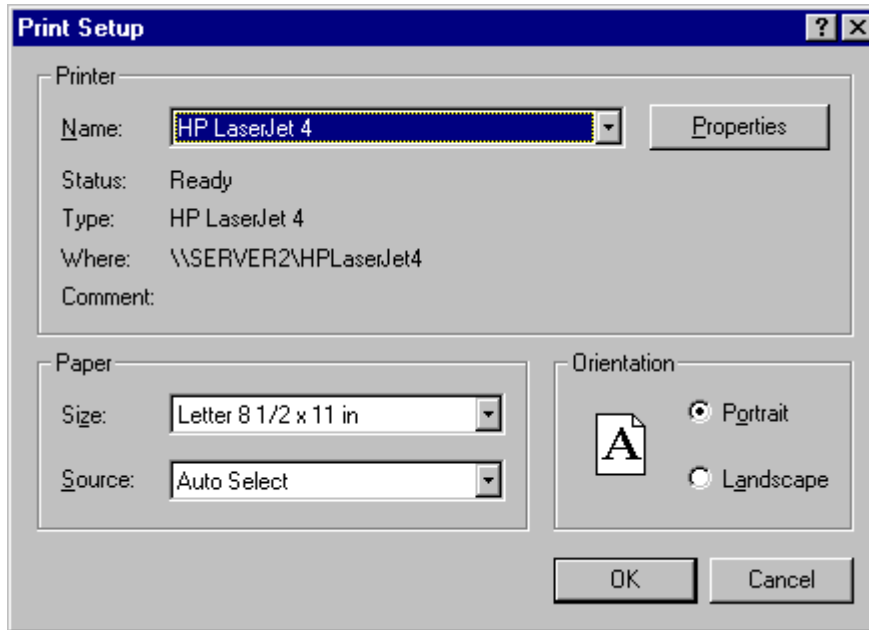 Print Setup
Printer
Name: HP LaserJet 4 Properties
Status: Ready
Type: HP LaserJet 4
Where: \\SERVER2\HPLaserJet4
Comment:
Paper
Size: Letter 8 1/2 x 11 in
Source: Auto Select
Orientation
A
Portrait
Landscape
OK Cancel